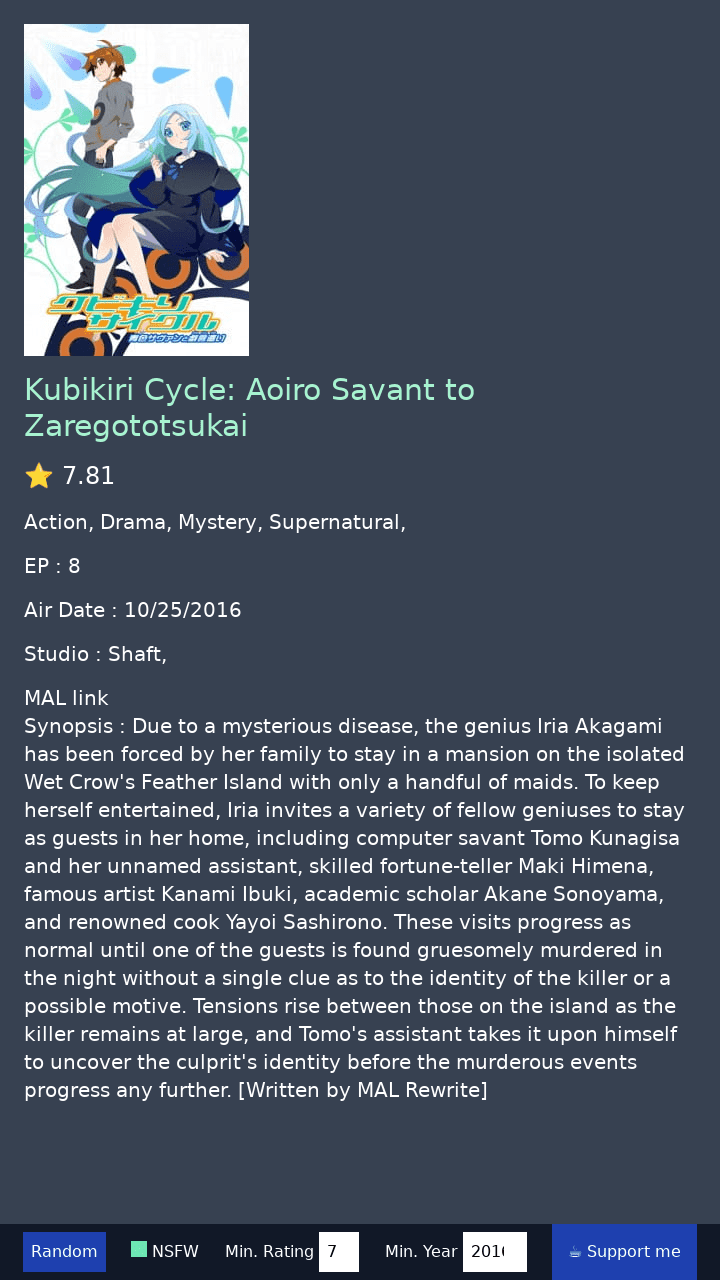 クビキリサイクル
青色サヴァンと戯言遣い
Kubikiri Cycle: Aoiro Savant to
Zaregototsukai
⭐ 7.81
Action, Drama, Mystery, Supernatural,
EP : 8
Air Date : 10/25/2016
Studio : Shaft,
MAL link
Synopsis : Due to a mysterious disease, the genius Iria Akagami
has been forced by her family to stay in a mansion on the isolated
Wet Crow's Feather Island with only a handful of maids. To keep
herself entertained, Iria invites a variety of fellow geniuses to stay
as guests in her home, including computer savant Tomo Kunagisa
and her unnamed assistant, skilled fortune-teller Maki Himena,
famous artist Kanami Ibuki, academic scholar Akane Sonoyama,
and renowned cook Yayoi Sashirono. These visits progress as
normal until one of the guests is found gruesomely murdered in
the night without a single clue as to the identity of the killer or a
possible motive. Tensions rise between those on the island as the
killer remains at large, and Tomo's assistant takes it upon himself
to uncover the culprit's identity before the murderous events
progress any further. [Written by MAL Rewrite]
Random NSFW Min. Rating 7 Min. Year 2016 ☕ Support me